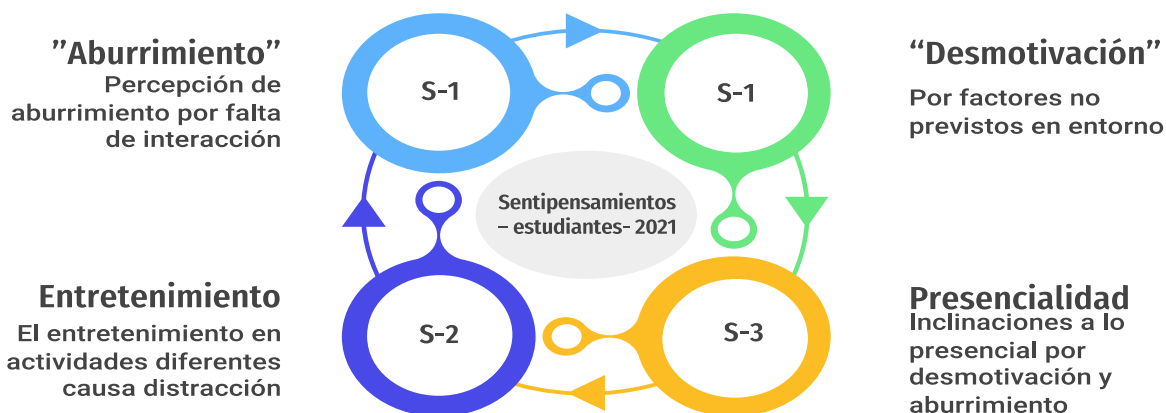 ”Aburrimiento”
Percepción de
aburrimiento por falta
de interacción
S-1
S-1
“Desmotivación”
Por factores no
previstos en entorno
Sentipensamientos
– estudiantes- 2021
Entretenimiento
El entretenimiento en
actividades diferentes
causa distracción
S-2
S-3
Presencialidad
Inclinaciones a lo
presencial por
desmotivación y
aburrimiento